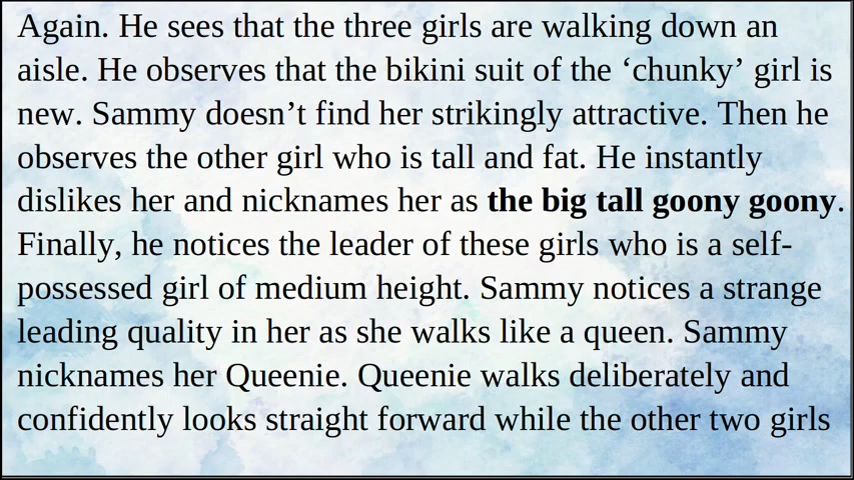 Again. He sees that the three girls are walking down an
aisle. He observes that the bikini suit of the ‘chunky’ girl is
new. Sammy doesn’t find her strikingly attractive. Then he
observes the other girl who is tall and fat. He instantly
dislikes her and nicknames her as the big tall goony goony.
Finally, he notices the leader of these girls who is a self-
possessed girl of medium height. Sammy notices a strange
leading quality in her as she walks like a queen. Sammy
nicknames her Queenie. Queenie walks deliberately and
confidently looks straight forward while the other two girls